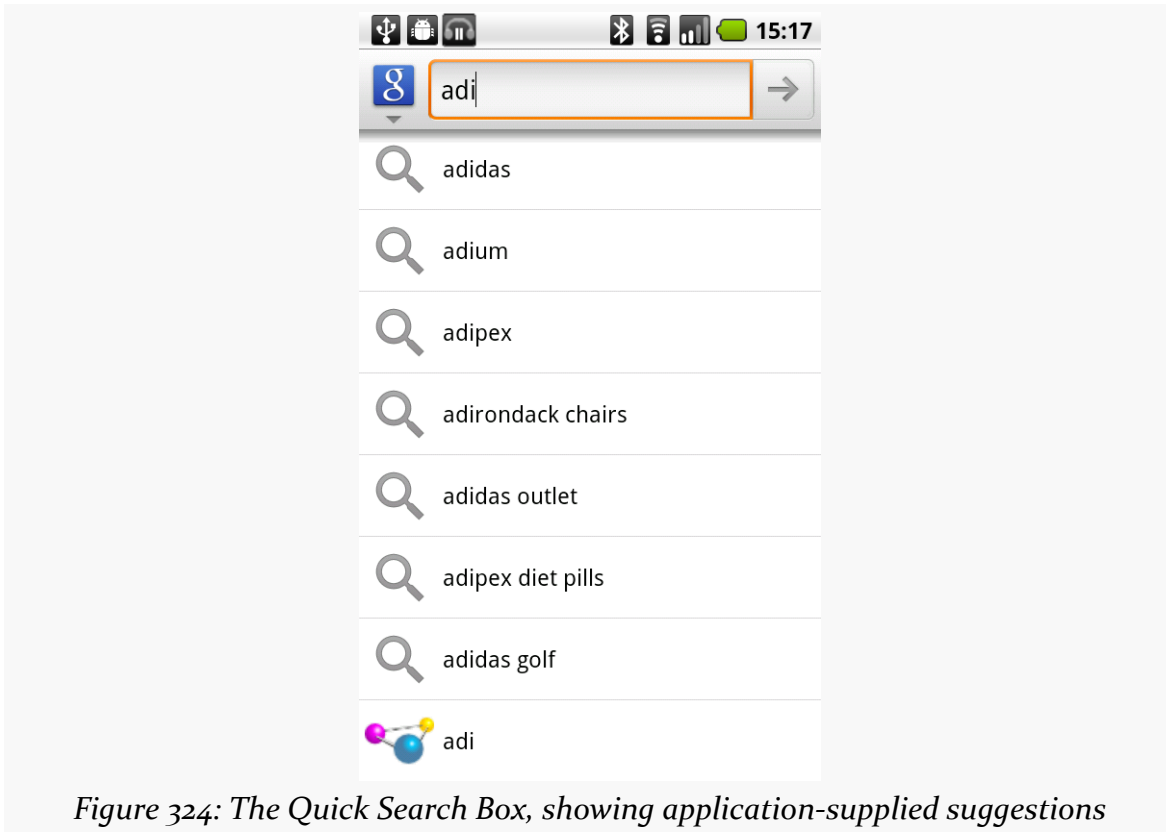 15:17
g adi
adidas
adium
adipex
adirondack chairs
adidas outlet
adipex diet pills
adidas golf
adi
Figure 324: The Quick Search Box, showing application-supplied suggestions